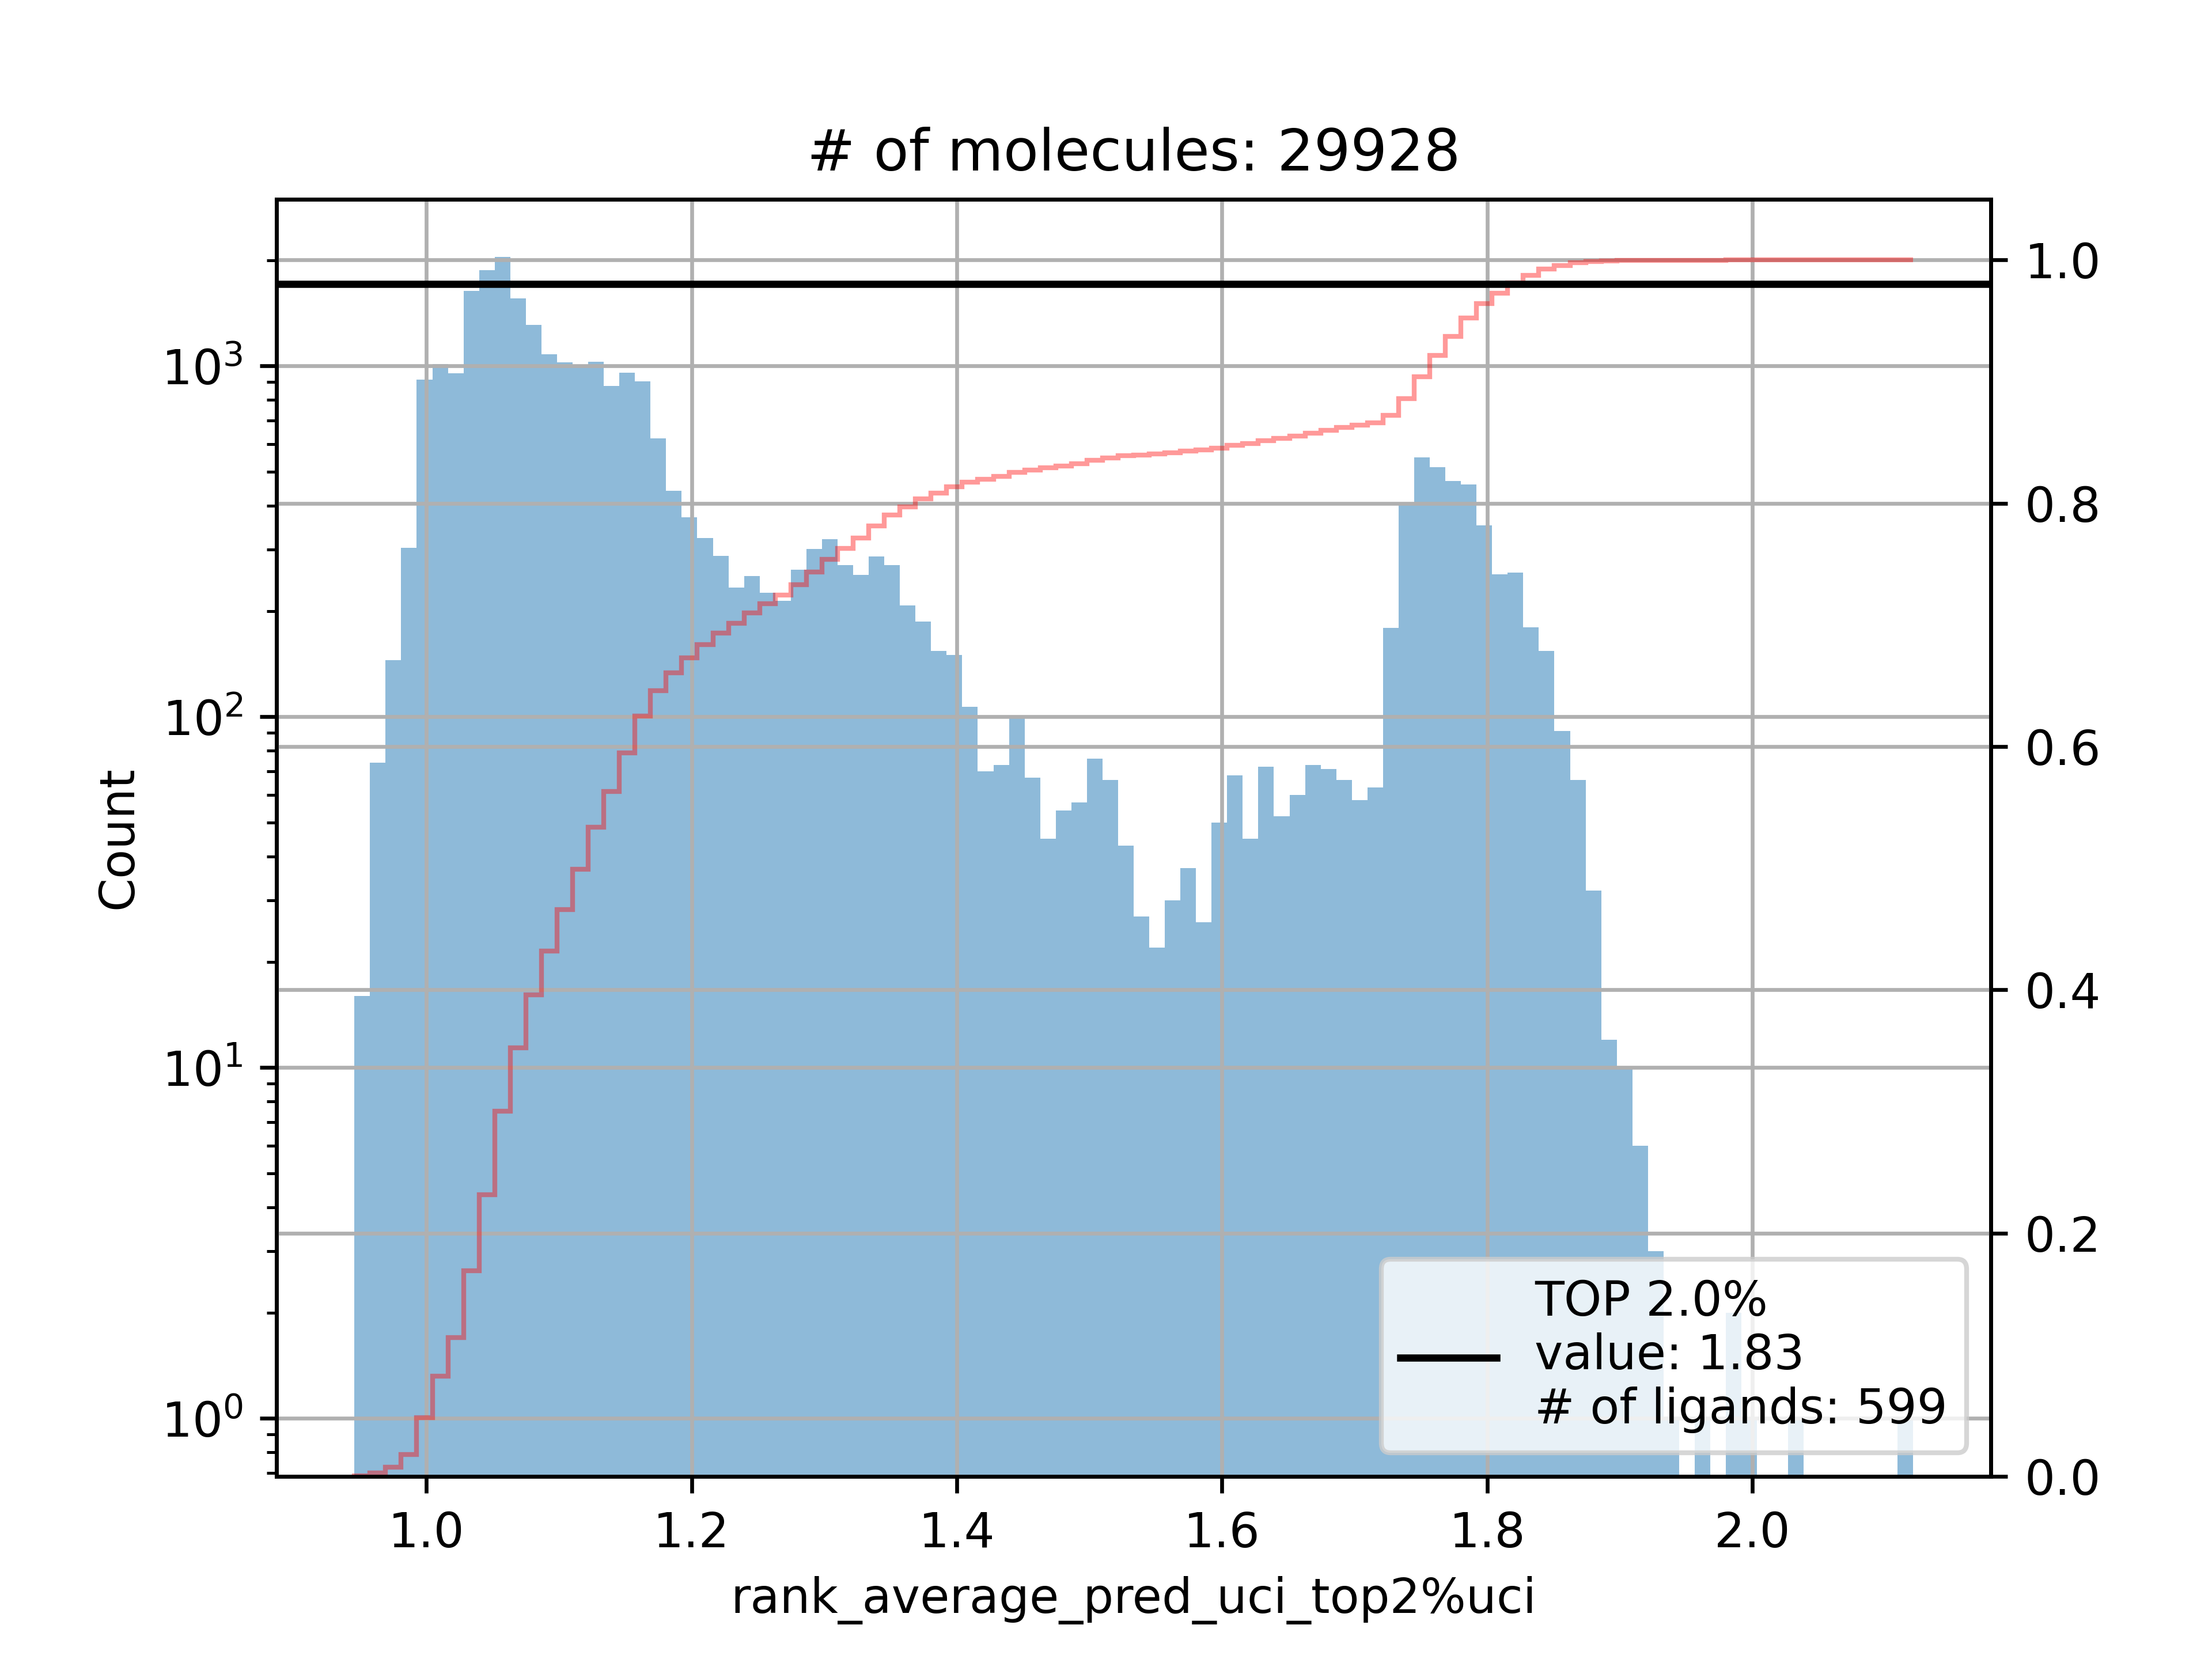 # of molecules: 29928
10³
10²
10¹
10⁰
Count
1.0
0.8
0.6
0.4
0.2
0.0
TOP 2.0%
value: 1.83
# of ligands: 599
1.0 1.2 1.4 1.6 1.8 2.0
rank_average_pred_uci_top2%uci